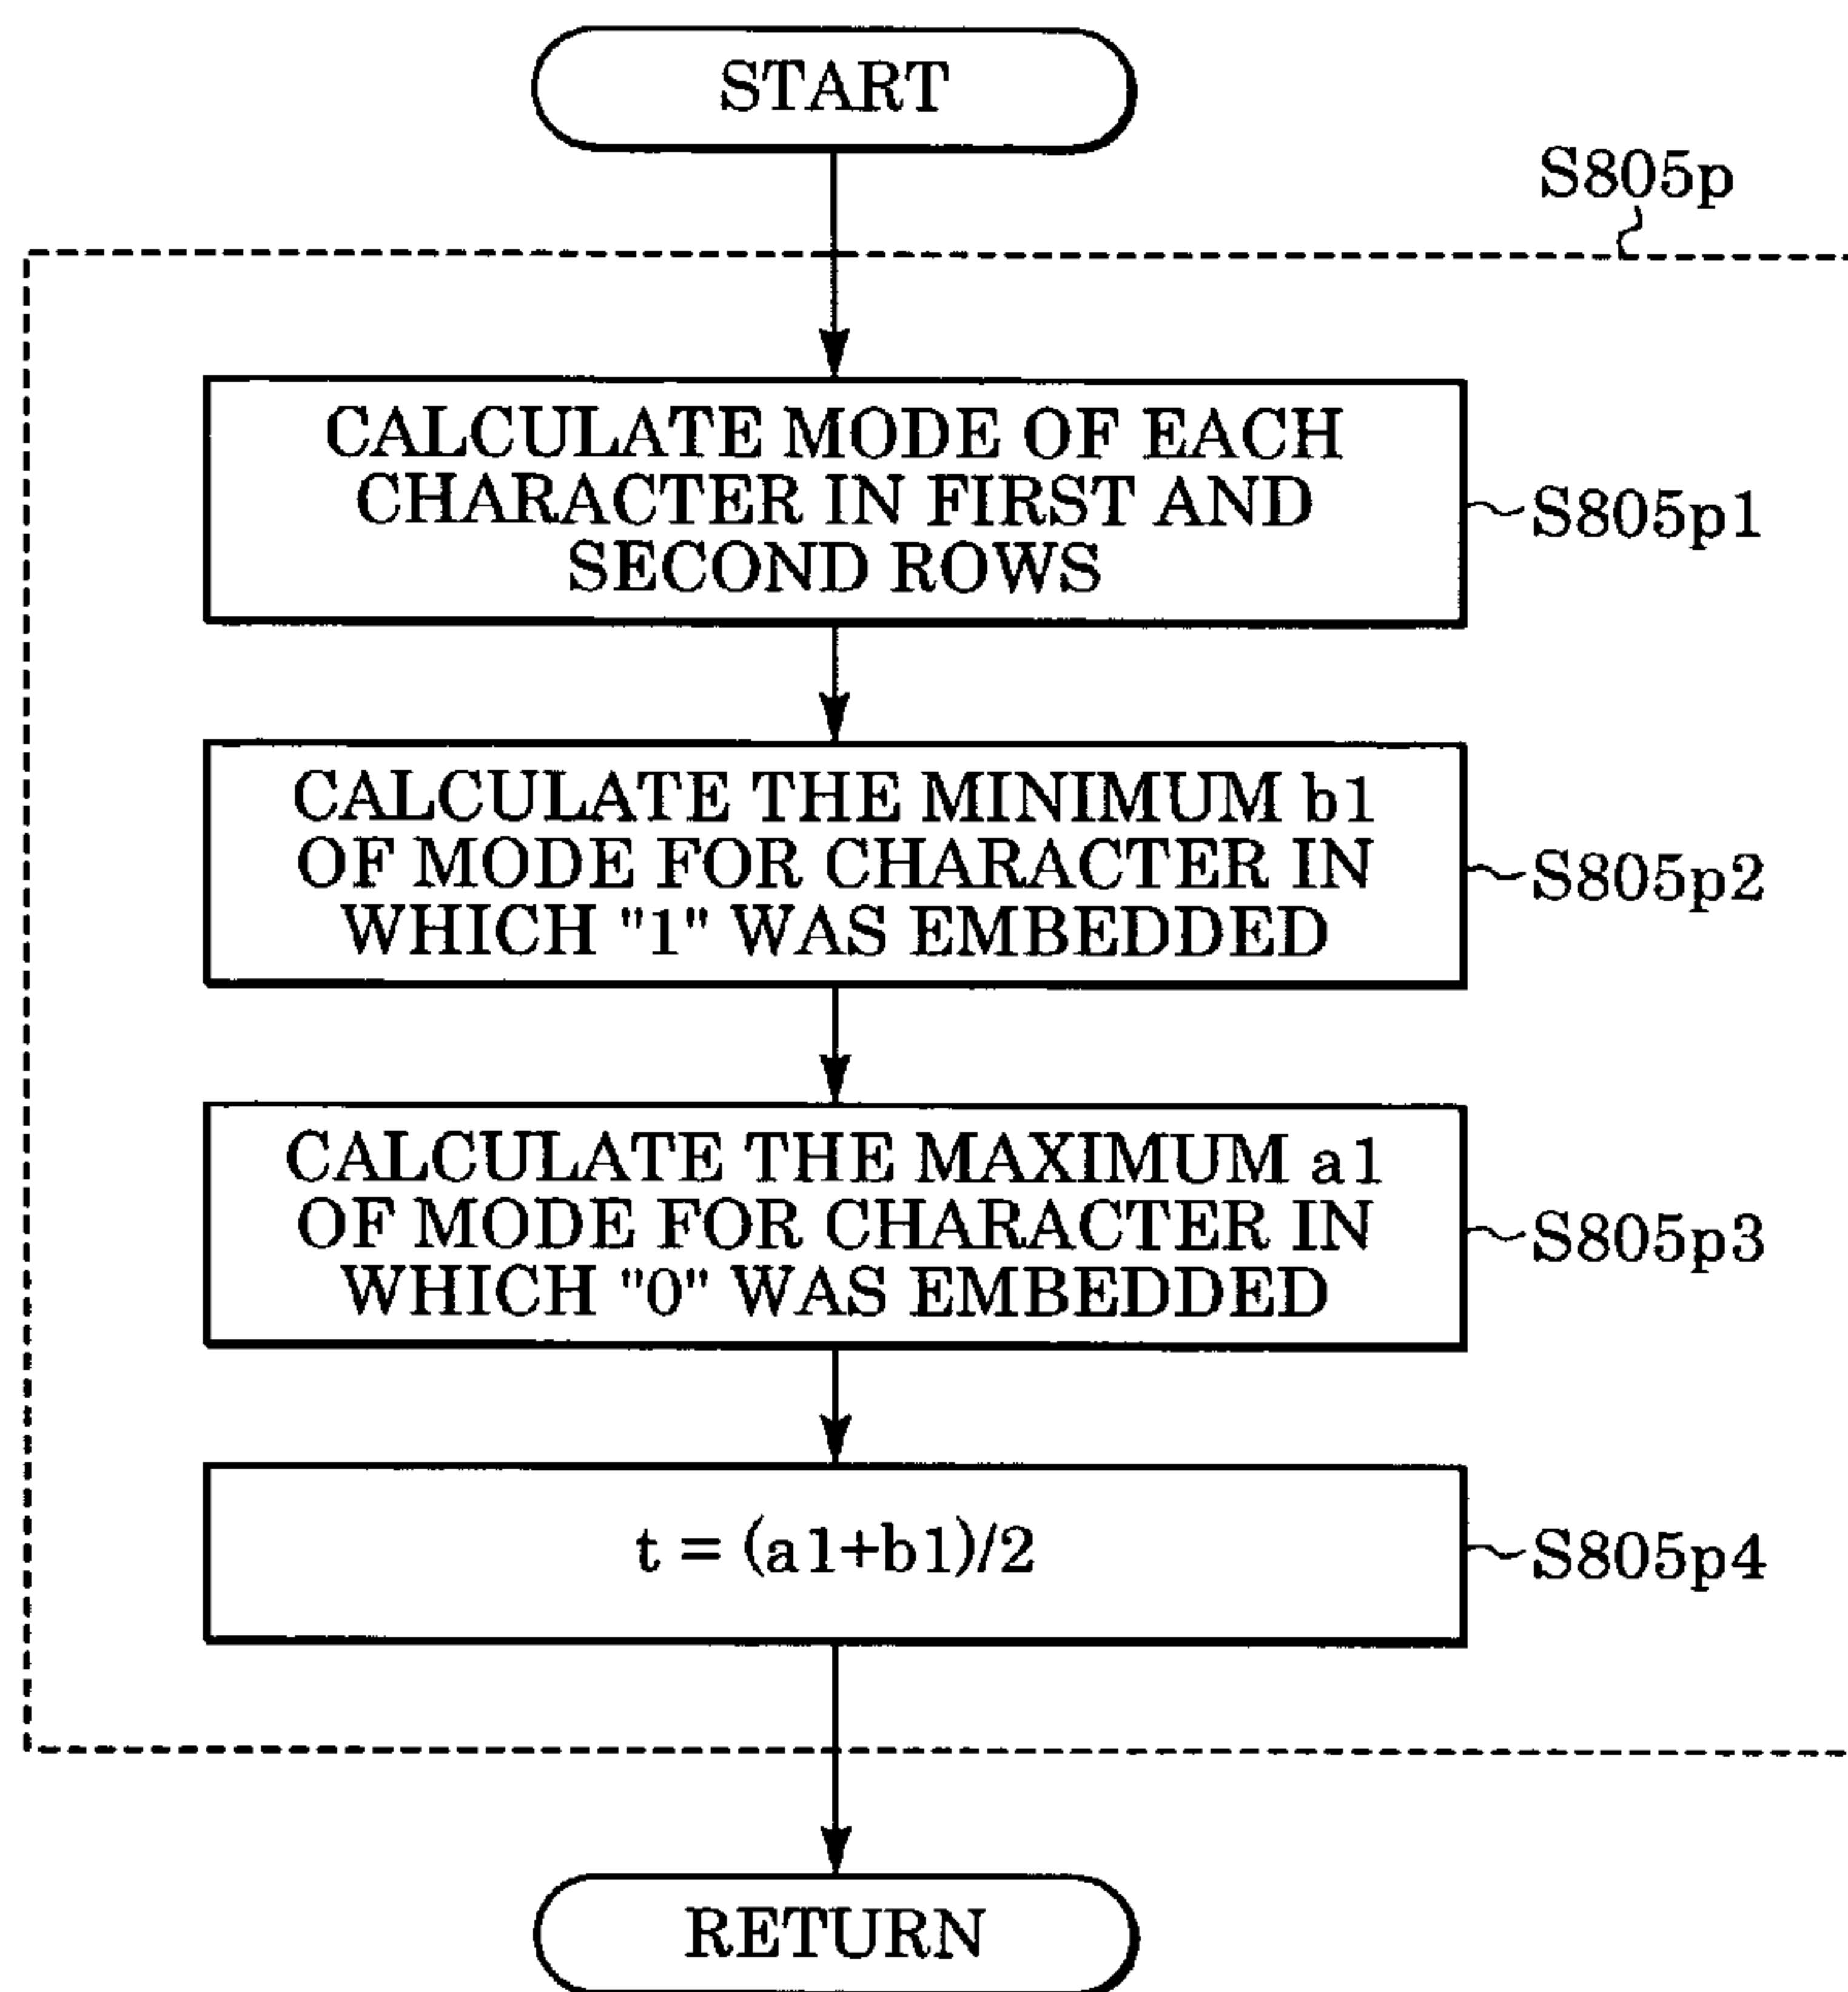 START
S805p
CALCULATE MODE OF EACH
CHARACTER IN FIRST AND
SECOND ROWS
S805p1
CALCULATE THE MINIMUM b1
OF MODE FOR CHARACTER IN
WHICH "1" WAS EMBEDDED
S805p2
CALCULATE THE MAXIMUM a1
OF MODE FOR CHARACTER IN
WHICH "0" WAS EMBEDDED
S805p3
t = (a1+b1)/2
S805p4
RETURN